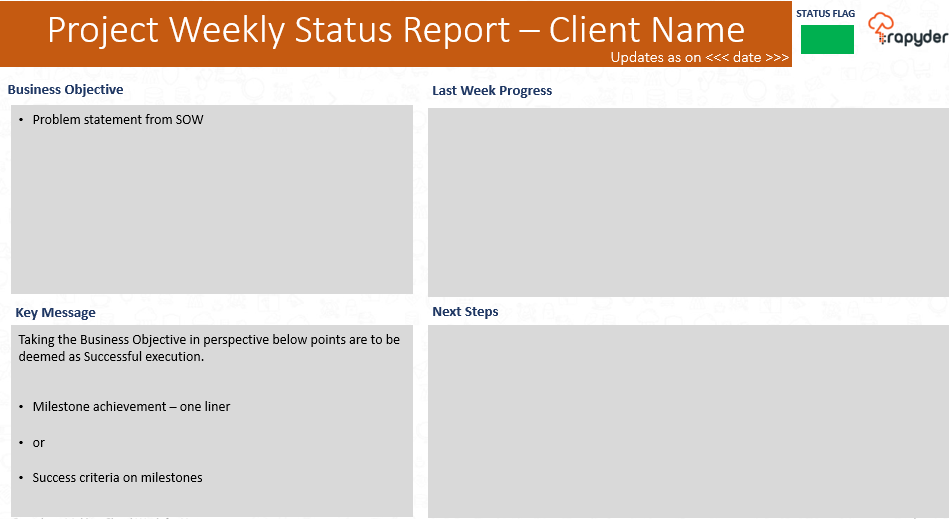 Project Weekly Status Report – Client Name
Updates as on <<< date >>>
STATUS FLAG
rapyder
Business Objective
• Problem statement from SOW
Last Week Progress
Key Message
Taking the Business Objective in perspective below points are to be
deemed as Successful execution.
• Milestone achievement – one liner
• or
• Success criteria on milestones
Next Steps